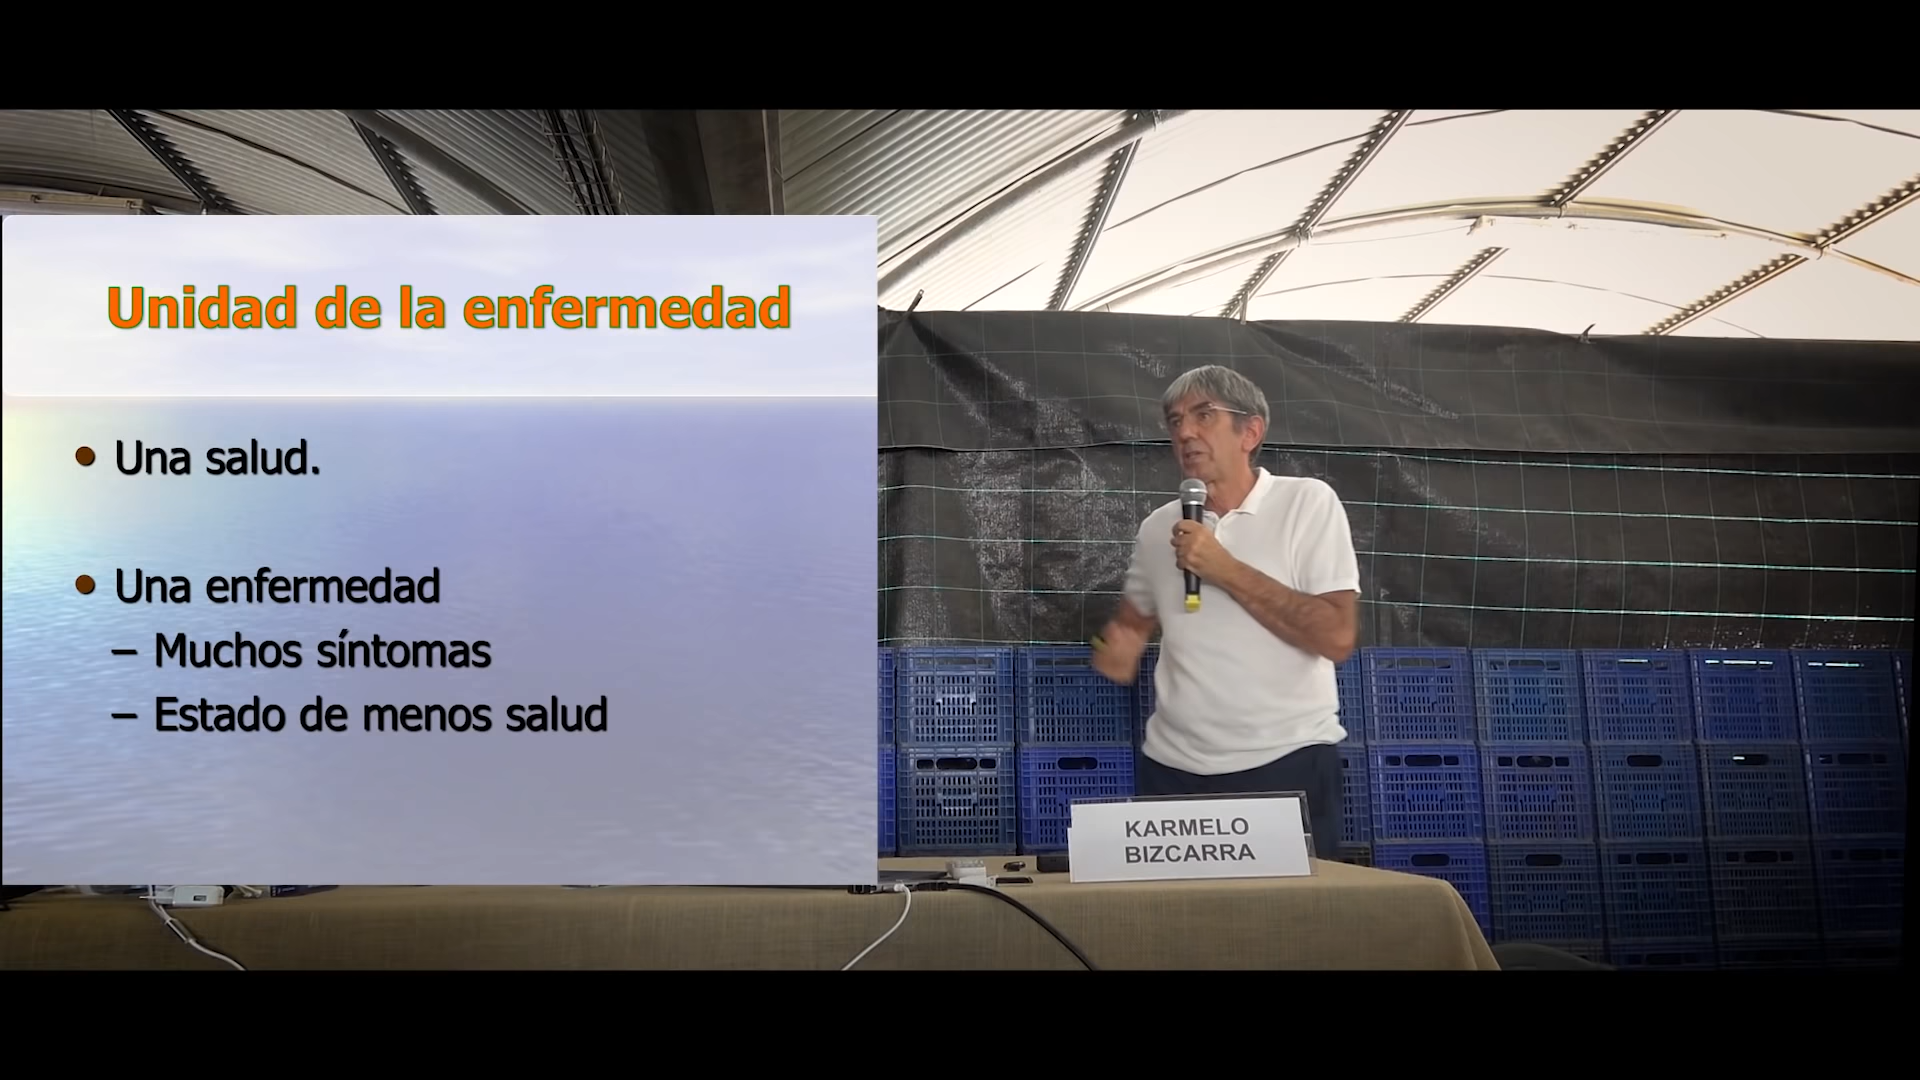 Unidad de la enfermedad
• Una salud.
• Una enfermedad
– Muchos síntomas
– Estado de menos salud
KARMELO
BIZCARRA